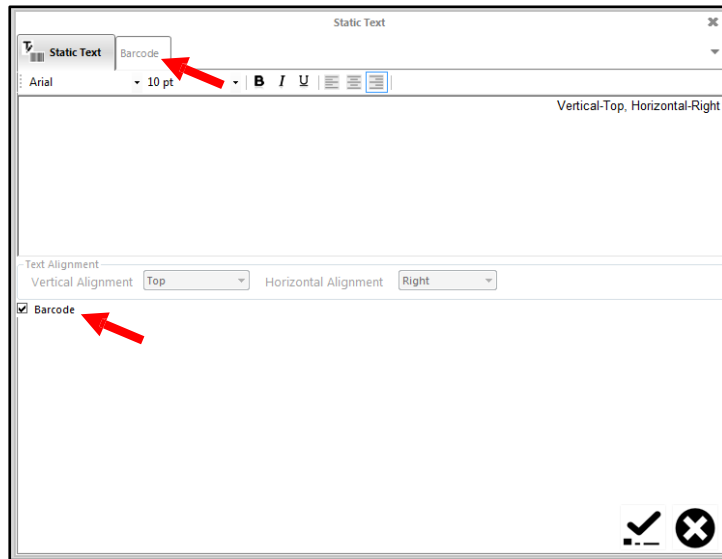 Static Text
Static Text Barcode
Arial 10 pt B I U
Vertical-Top, Horizontal-Right
Text Alignment
Vertical Alignment Top Horizontal Alignment Right
Barcode